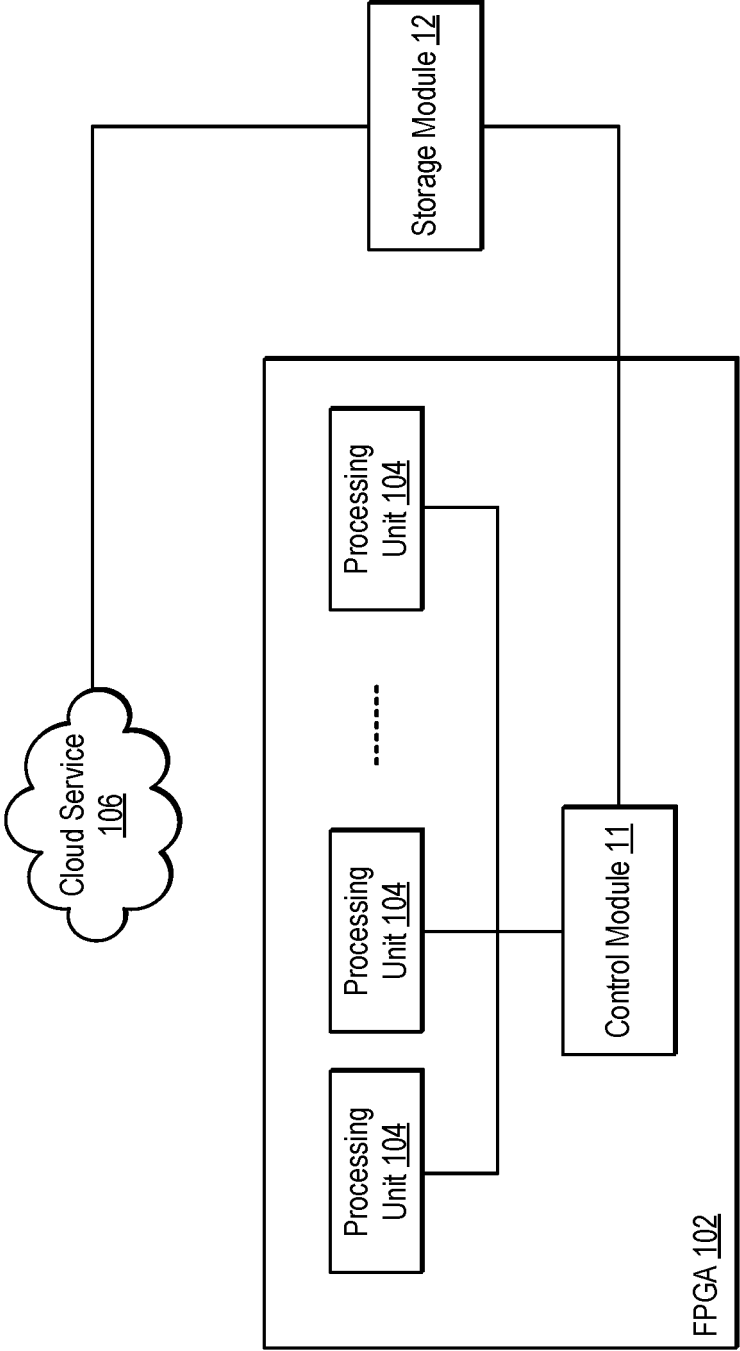 Cloud Service
106
Storage Module 12
Processing
Unit 104
Processing
Unit 104
Processing
Unit 104
Control Module 11
FPGA 102